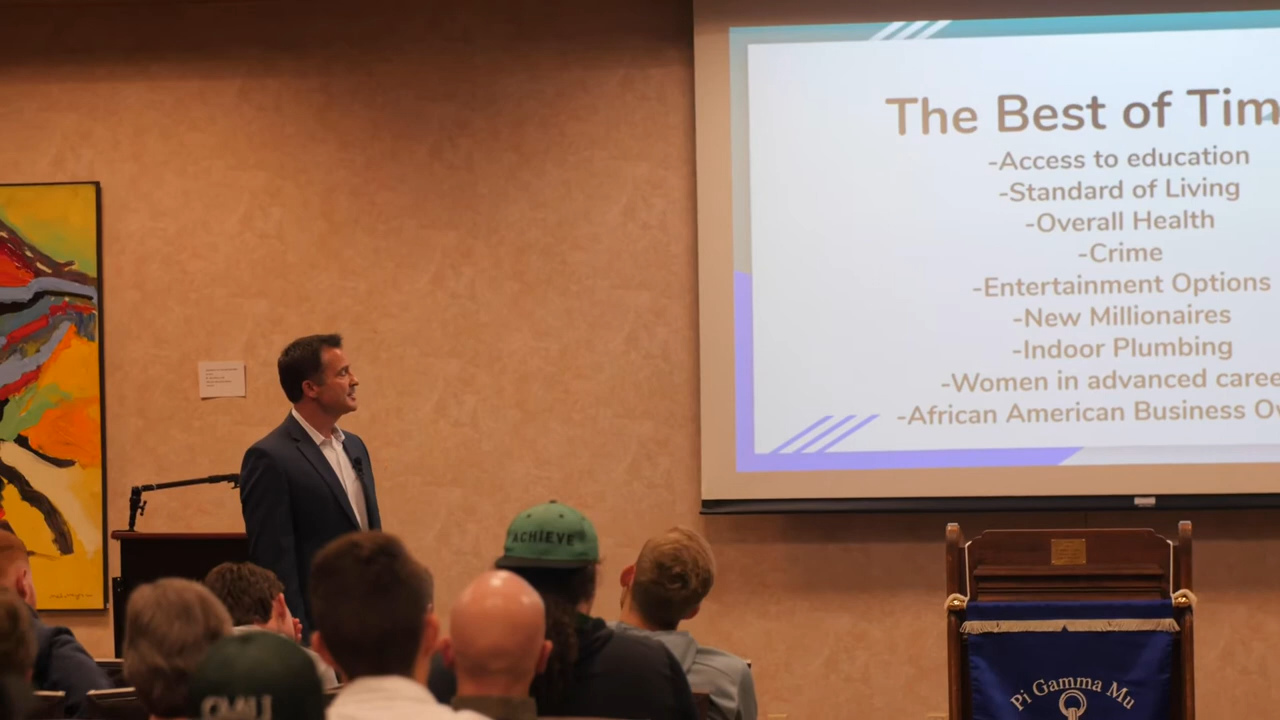 The Best of Tim
-Access to education
-Standard of Living
-Overall Health
-Crime
-Entertainment Options
-New Millionaires
-Indoor Plumbing
-Women in advanced caree
-African American Business Ov
ACHIEVE
CMU
Pi Gamma Mu